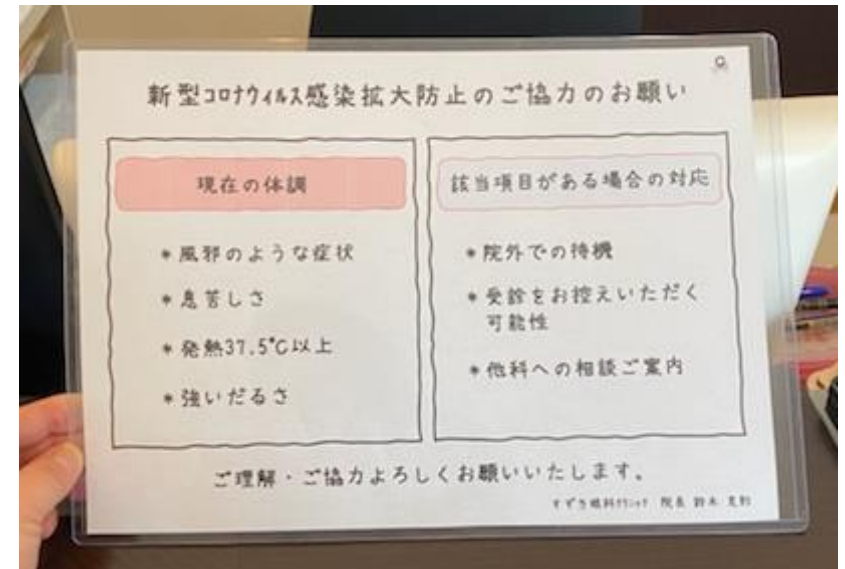 新型コロナウィルス感染拡大防止のご協力のお願い
現在の体調
*風邪のような症状
*息苦しさ
*発熱37.5℃以上
*強いだるさ
該当項目がある場合の対応
*院外での待機
*受診をお控えいただく
可能性
*他科への相談ご案内
ご理解・ご協力よろしくお願いいたします。
すずき眼科クリニック 院長 鈴木